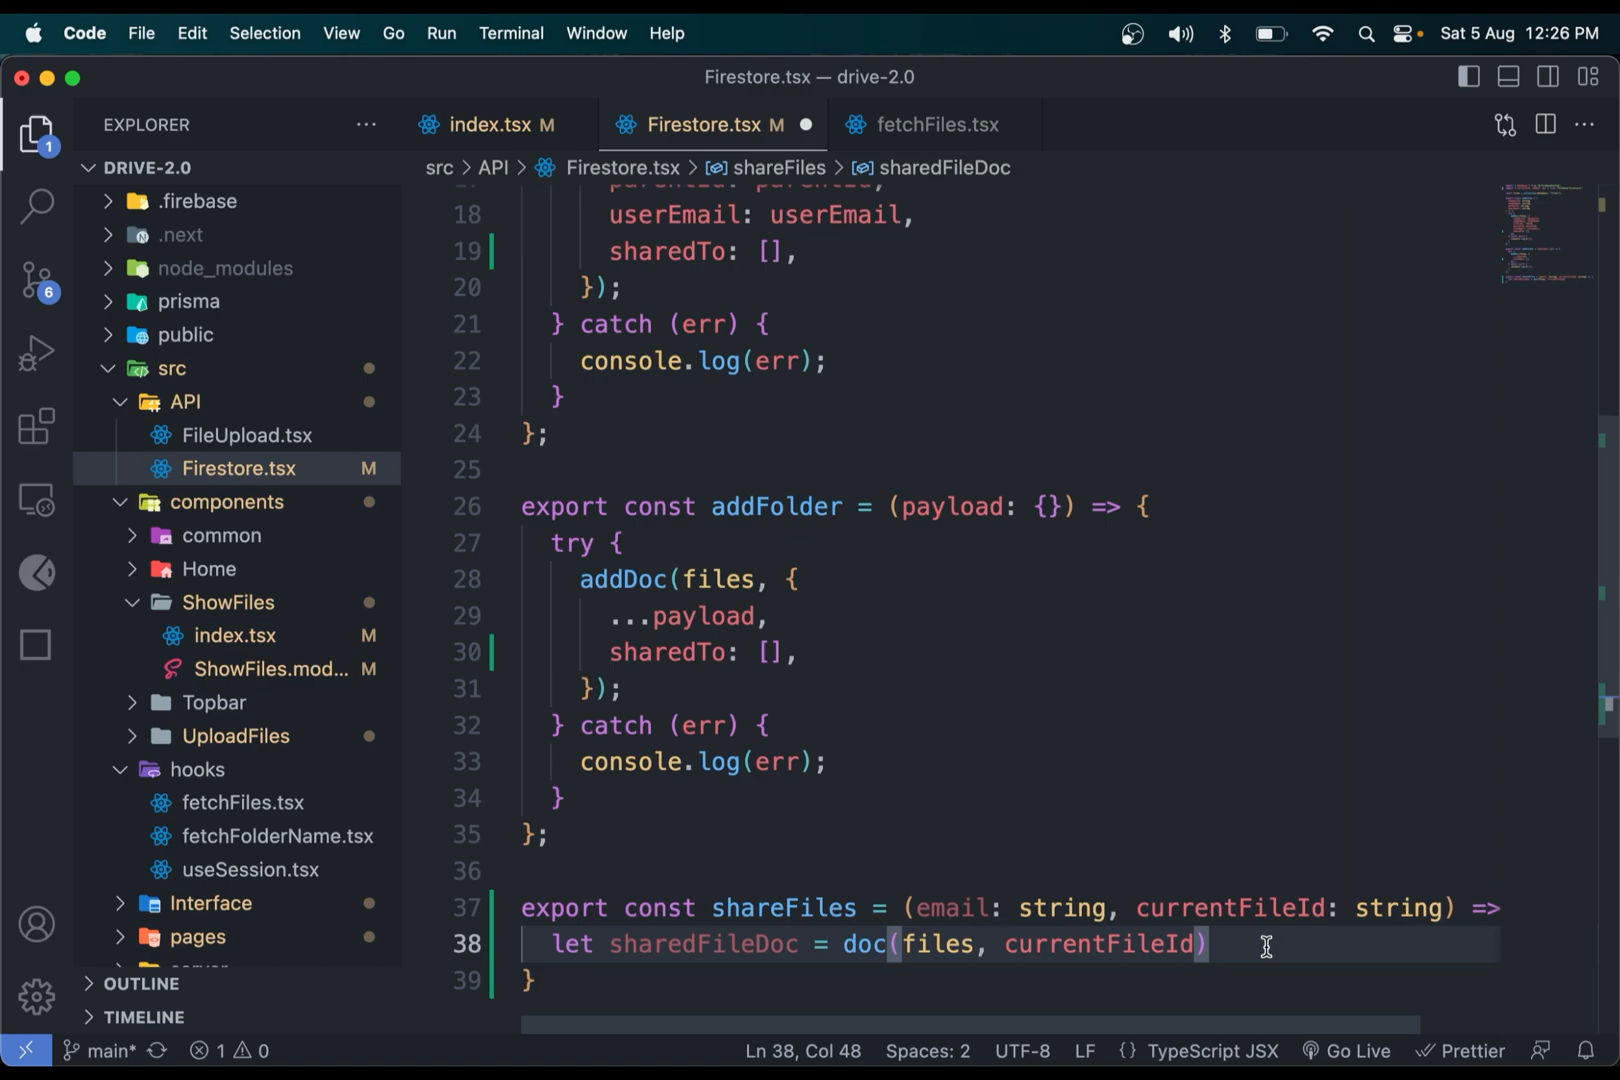 Code File Edit Selection View Go Run Terminal Window Help Sat 5 Aug 12:26 PM
Firestore.tsx — drive-2.0
EXPLORER
DRIVE-2.0
.firebase
.next
node_modules
prisma
public
src
API
FileUpload.tsx
Firestore.tsx M
components
common
Home
ShowFiles
index.tsx M
ShowFiles.mod... M
Topbar
UploadFiles
hooks
fetchFiles.tsx
fetchFolderName.tsx
useSession.tsx
Interface
pages
OUTLINE
TIMELINE
1
6
index.tsx M Firestore.tsx M fetchFiles.tsx
src > API > Firestore.tsx > shareFiles > sharedFileDoc
18 userEmail: userEmail,
19 sharedTo: [],
20 });
21 } catch (err) {
22 console.log(err);
23 }
24 };
25
26 export const addFolder = (payload: {}) => {
27 try {
28 addDoc(files, {
29 ...payload,
30 sharedTo: [],
31 });
32 } catch (err) {
33 console.log(err);
34 }
35 };
36
37 export const shareFiles = (email: string, currentFileId: string) =>
38 let sharedFileDoc = doc(files, currentFileId)
39 }
main* 1 0 Ln 38, Col 48 Spaces: 2 UTF-8 LF {} TypeScript JSX Go Live Prettier